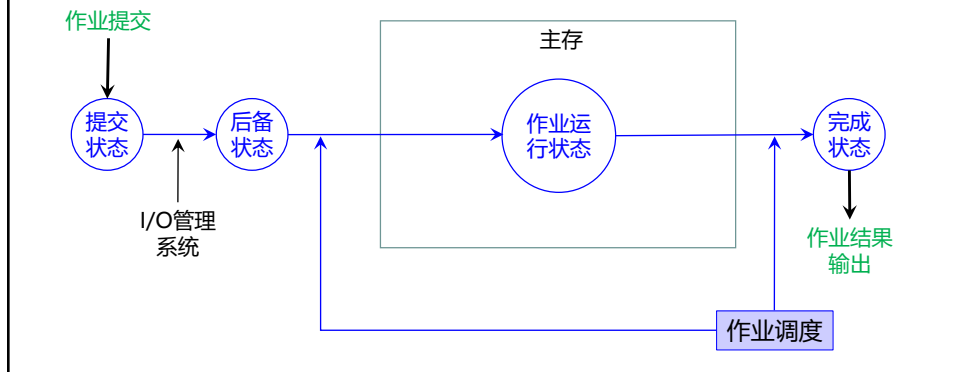 作业提交
主存
提交
状态
后备
状态
作业运
行状态
完成
状态
I/O管理
系统
作业结果
输出
作业调度